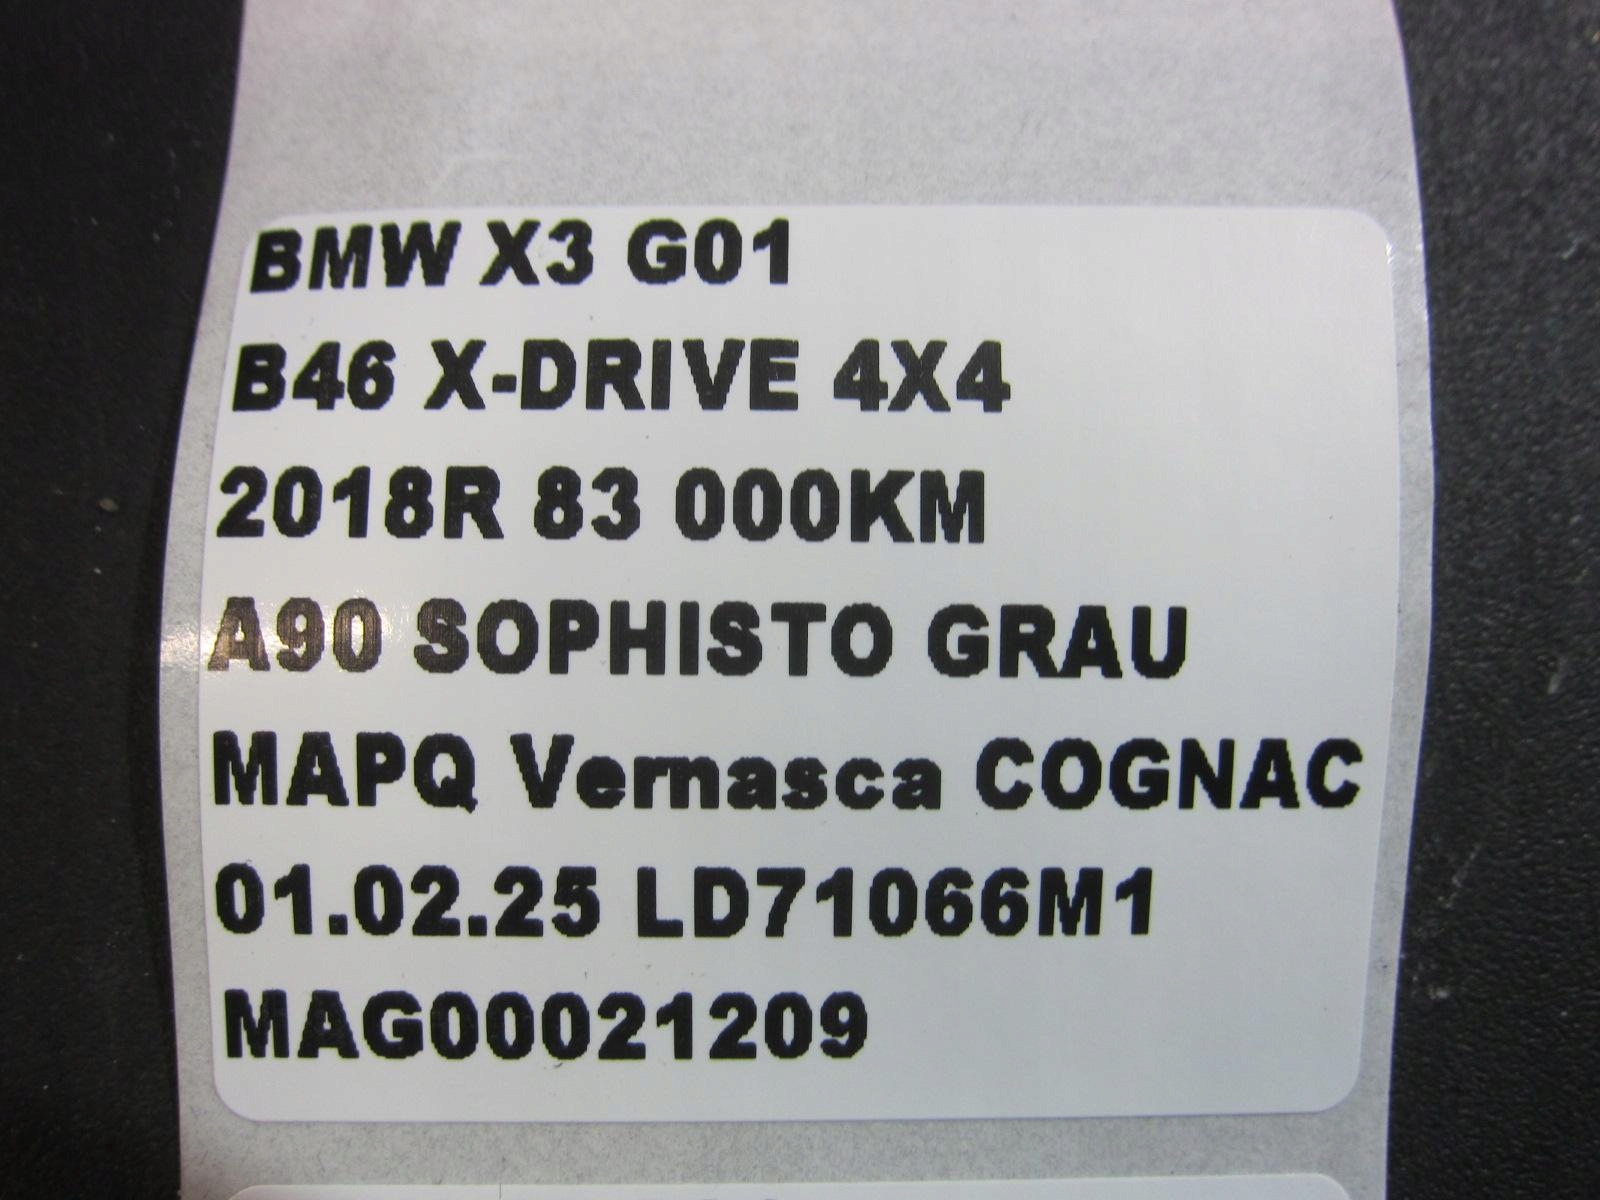 BMW X3 G01
B46 X-DRIVE 4X4
2018R 83 000KM
A90 SOPHISTO GRAU
MAPQ Vernasca COGNAC
01.02.25 LD71066M1
MAG00021209